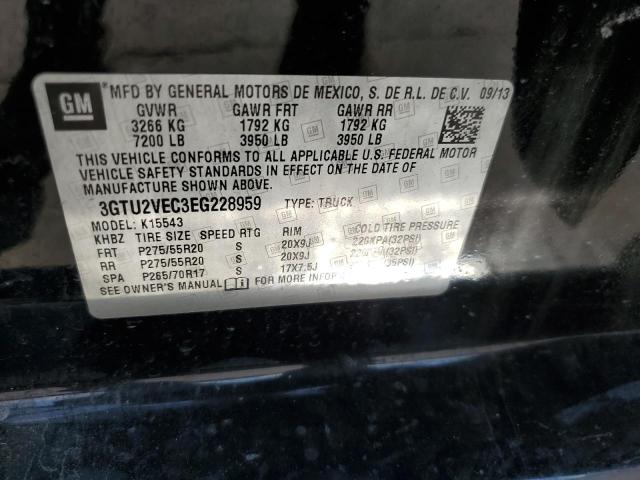 GM
MFD BY GENERAL MOTORS DE MEXICO, S. DE R.L. DE C.V. 09/13
GVWR GAWR FRT GAWR RR
3266 KG 1792 KG 1792 KG
7200 LB 3950 LB 3950 LB
THIS VEHICLE CONFORMS TO ALL APPLICABLE U.S. FEDERAL MOTOR
VEHICLE SAFETY STANDARDS IN EFFECT ON THE DATE OF
MANUFACTURE SHOWN ABOVE.
3GTU2VEC3EG228959 TYPE: TRUCK
MODEL: K15543
KHBZ TIRE SIZE SPEED RTG RIM COLD TIRE PRESSURE
FRT P275/55R20 S 20X9J 220KPA(32PSI)
RR P275/55R20 S 20X9J (32PSI)
SPA P265/70R17 S 17X7.5J (35PSI)
SEE OWNER'S MANUAL FOR MORE INFOR